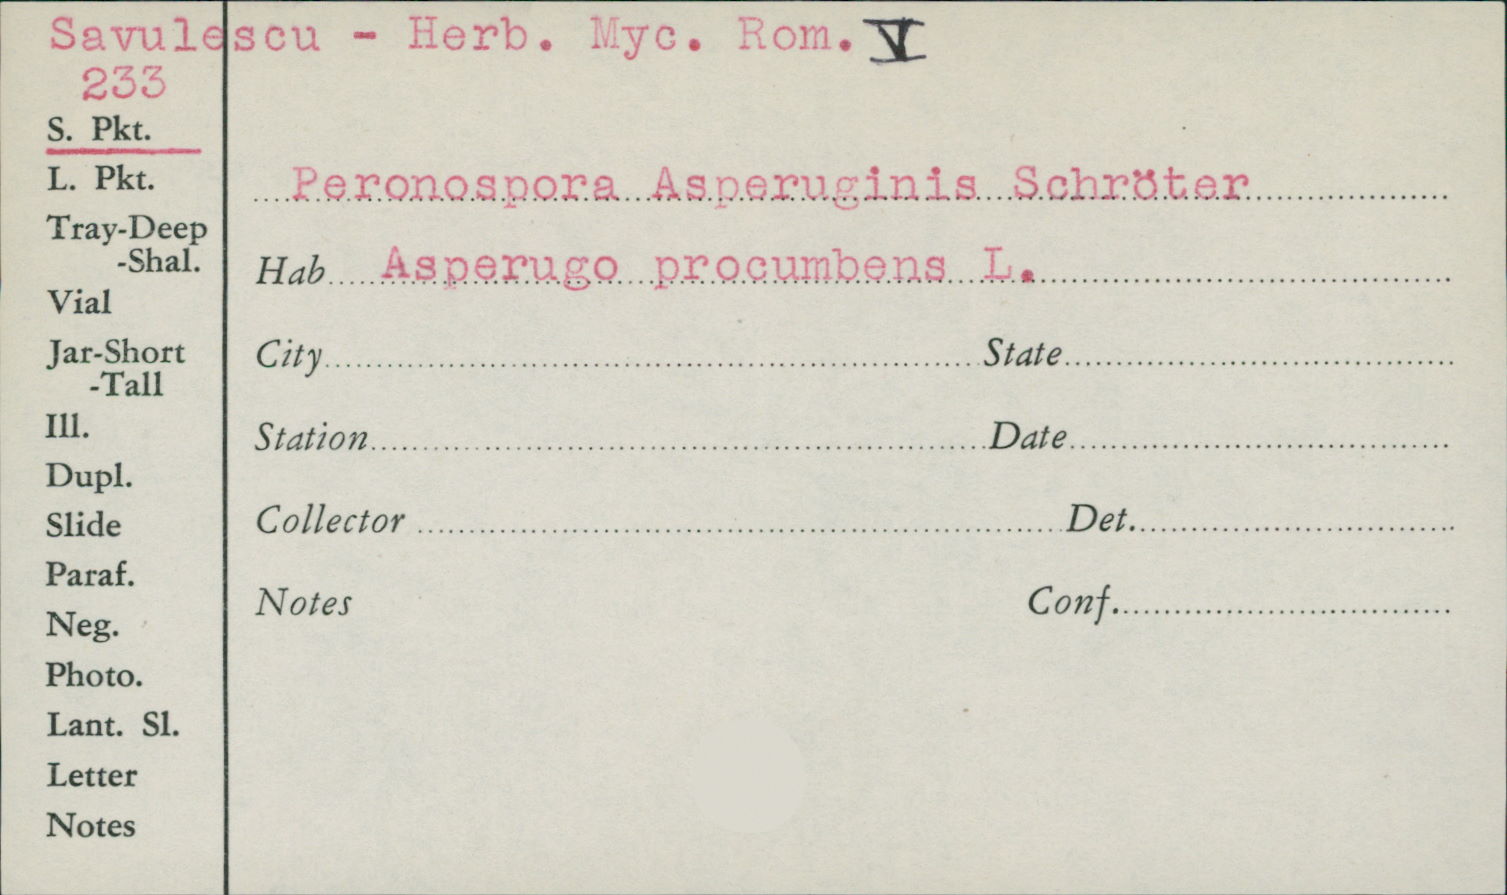 Savulescu - Herb. Myc. Rom. V
233
S. Pkt.
L. Pkt.
Tray-Deep
-Shal.
Vial
Jar-Short
-Tall
Ill.
Dupl.
Slide
Paraf.
Neg.
Photo.
Lant. Sl.
Letter
Notes
Peronospora Asperuginis Schröter
Hab Asperugo procumbens L.
City State
Station Date
Collector Det.
Notes Conf.